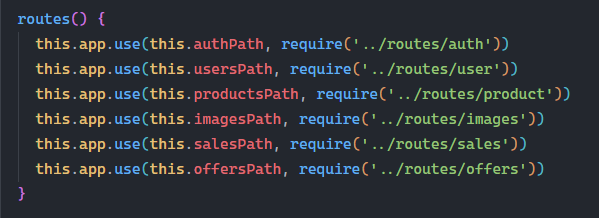 routes() {
this.app.use(this.authPath, require('../routes/auth'))
this.app.use(this.usersPath, require('../routes/user'))
this.app.use(this.productsPath, require('../routes/product'))
this.app.use(this.imagesPath, require('../routes/images'))
this.app.use(this.salesPath, require('../routes/sales'))
this.app.use(this.offersPath, require('../routes/offers'))
}